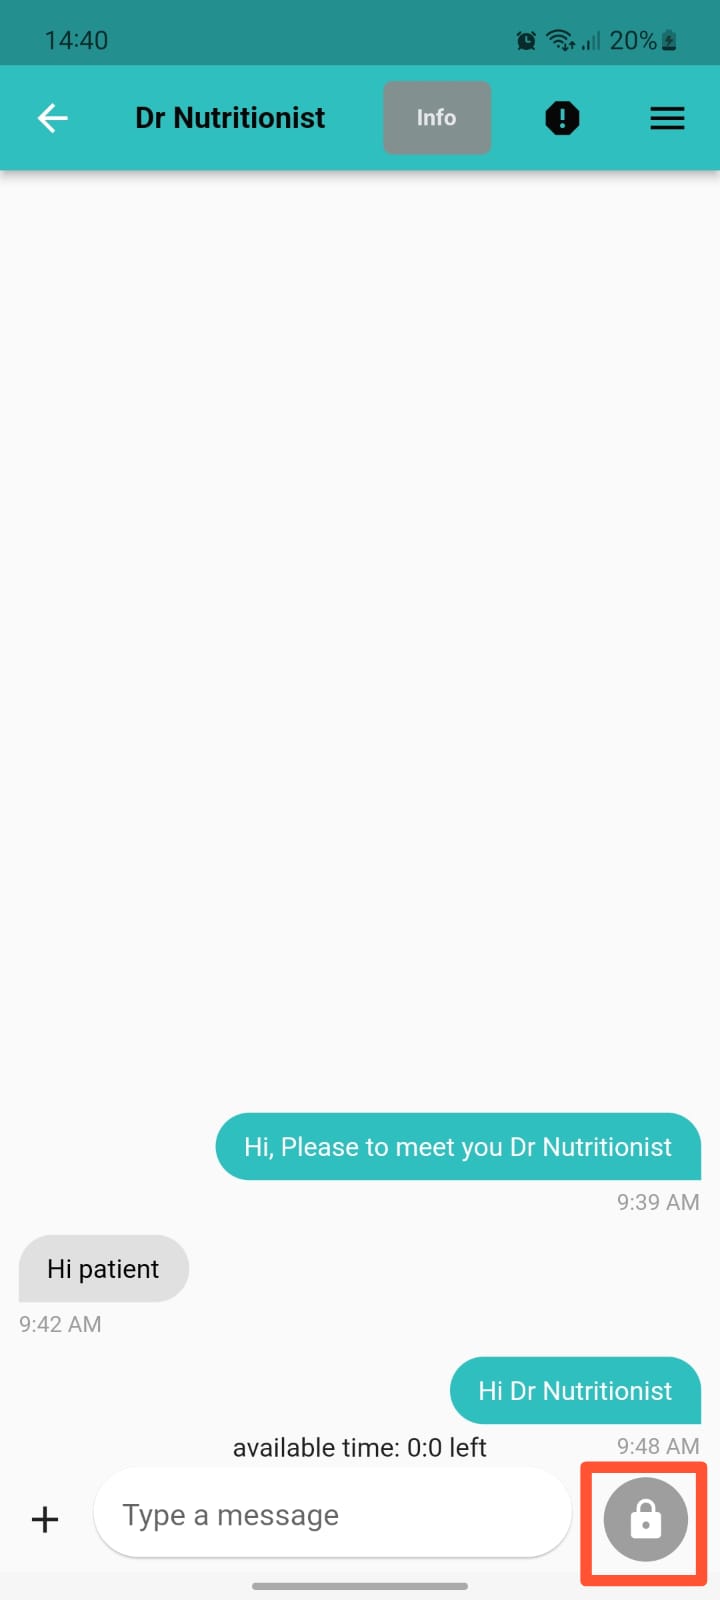 14:40
20%
Dr Nutritionist
Info
Hi, Please to meet you Dr Nutritionist
9:39 AM
Hi patient
9:42 AM
Hi Dr Nutritionist
9:48 AM
available time: 0:0 left
Type a message